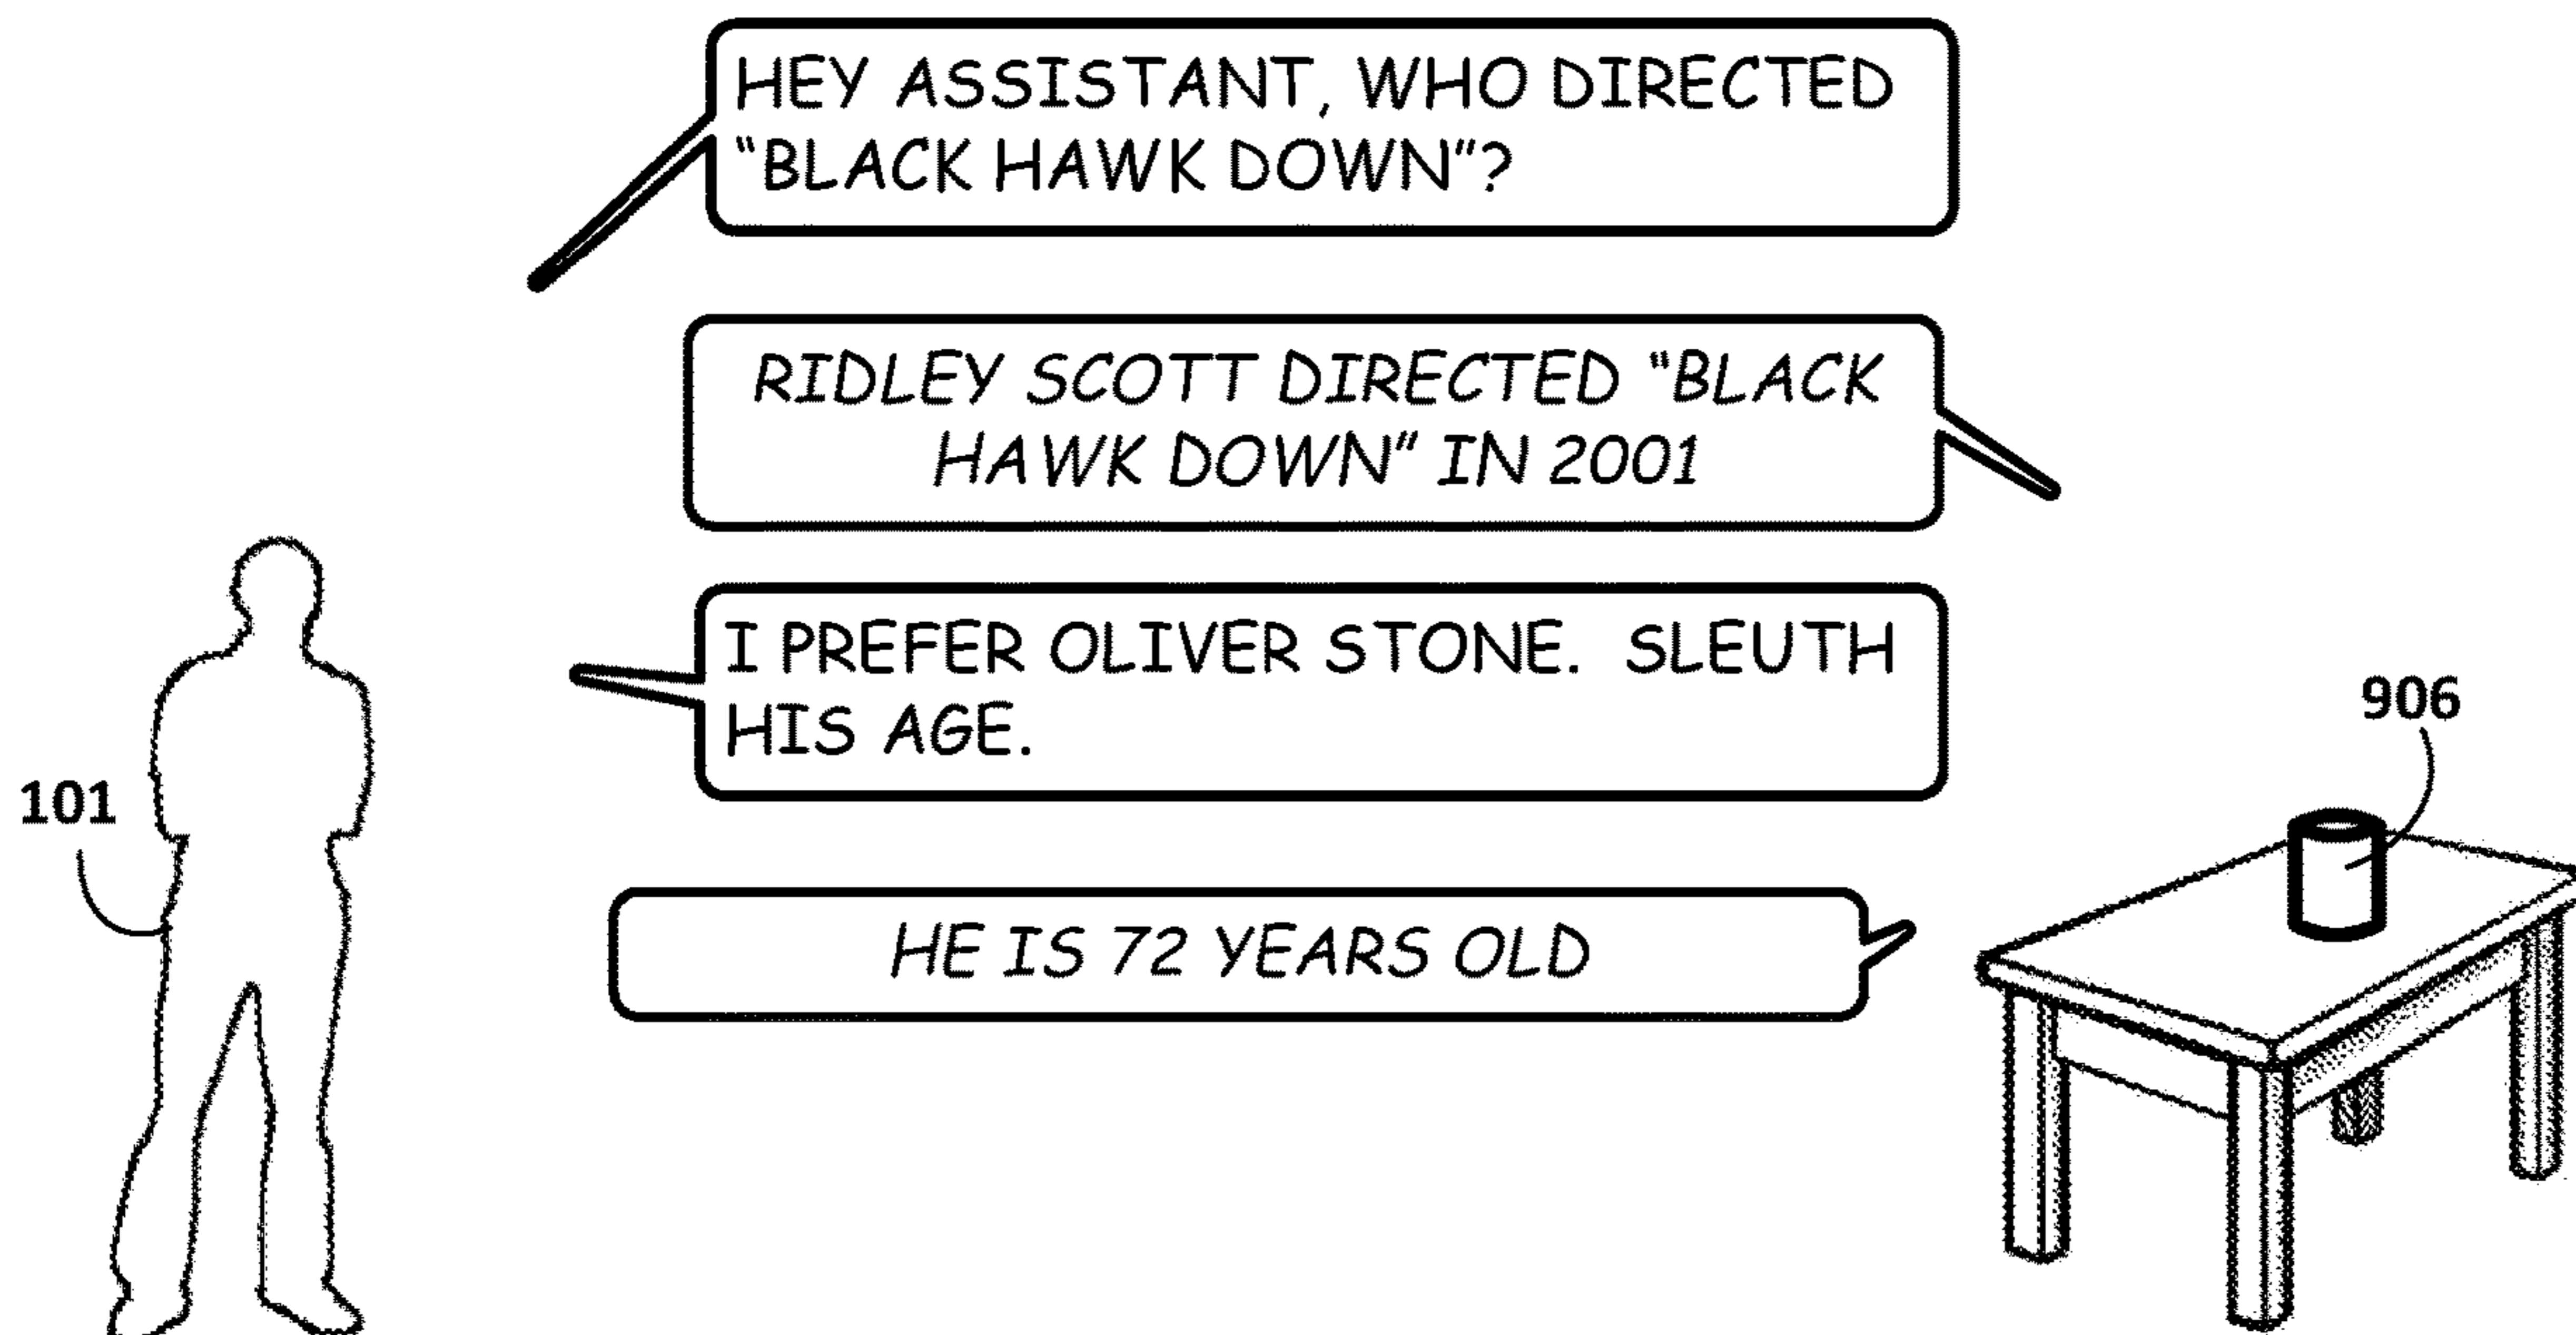 HEY ASSISTANT, WHO DIRECTED
“BLACK HAWK DOWN”?
RIDLEY SCOTT DIRECTED “BLACK
HAWK DOWN” IN 2001
I PREFER OLIVER STONE. SLEUTH
HIS AGE.
906
101
HE IS 72 YEARS OLD